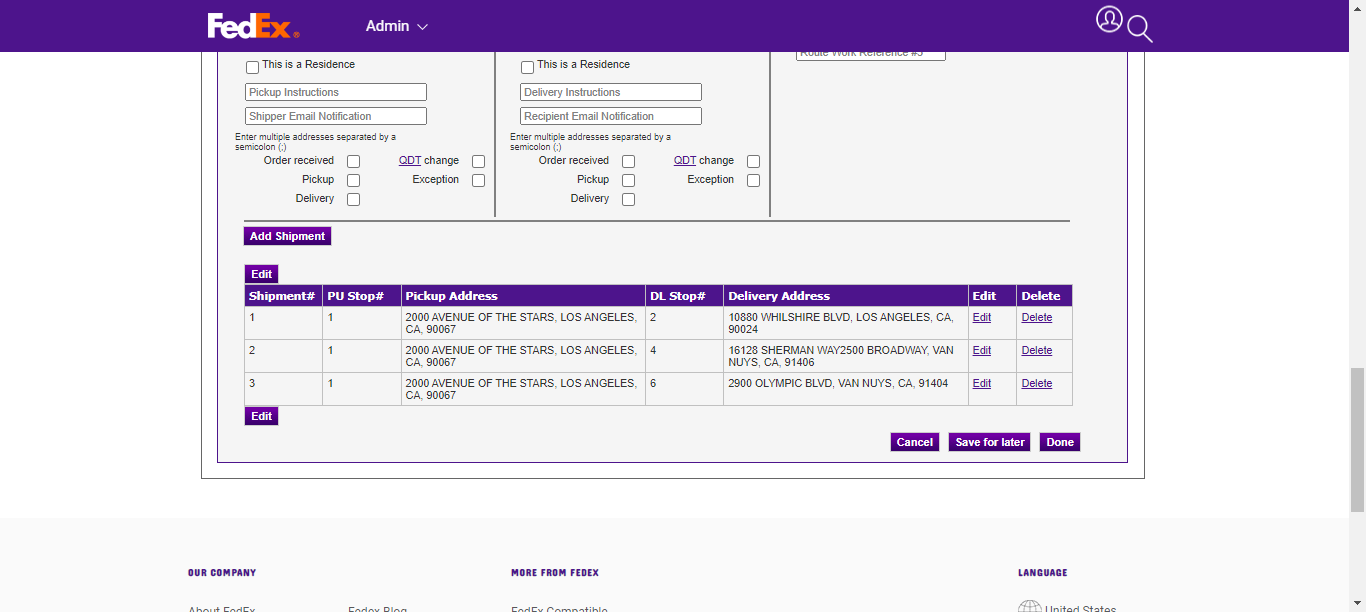 FedEx®
Admin
Route Work Reference #3
This is a Residence
This is a Residence
Pickup Instructions
Delivery Instructions
Shipper Email Notification
Recipient Email Notification
Enter multiple addresses separated by a
semicolon (;)
Enter multiple addresses separated by a
semicolon (;)
Order received QDT change
Pickup Exception
Delivery
Order received QDT change
Pickup Exception
Delivery
Add Shipment
Edit
Shipment# PU Stop# Pickup Address DL Stop# Delivery Address Edit Delete
1 1 2000 AVENUE OF THE STARS, LOS ANGELES, 2 10880 WHILSHIRE BLVD, LOS ANGELES, CA, Edit Delete
CA, 90067 90024
2 1 2000 AVENUE OF THE STARS, LOS ANGELES, 4 16128 SHERMAN WAY2500 BROADWAY, VAN Edit Delete
CA, 90067 NUYS, CA, 91406
3 1 2000 AVENUE OF THE STARS, LOS ANGELES, 6 2900 OLYMPIC BLVD, VAN NUYS, CA, 91404 Edit Delete
CA, 90067
Edit
Cancel Save for later Done
OUR COMPANY MORE FROM FEDEX LANGUAGE
About FedEx Fedex Blog FedEx Compatible United States